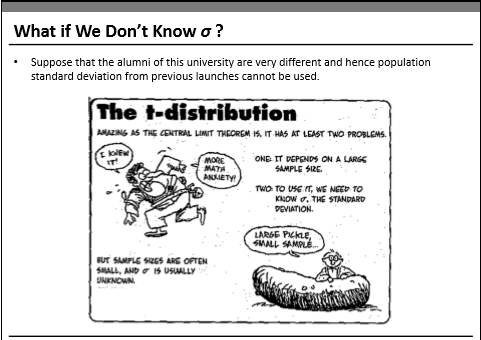 What if We Don't Know σ ?
• Suppose that the alumni of this university are very different and hence population
standard deviation from previous launches cannot be used.
The t-distribution
AMAZING AS THE CENTRAL LIMIT THEOREM IS, IT HAS AT LEAST TWO PROBLEMS.
I KNEW
IT!
MORE
MATH
ANXIETY!
ONE: IT DEPENDS ON A LARGE
SAMPLE SIZE.
TWO: TO USE IT, WE NEED TO
KNOW σ, THE STANDARD
DEVIATION.
LARGE PICKLE,
SMALL SAMPLE...
BUT SAMPLE SIZES ARE OFTEN
SMALL, AND σ IS USUALLY
UNKNOWN.